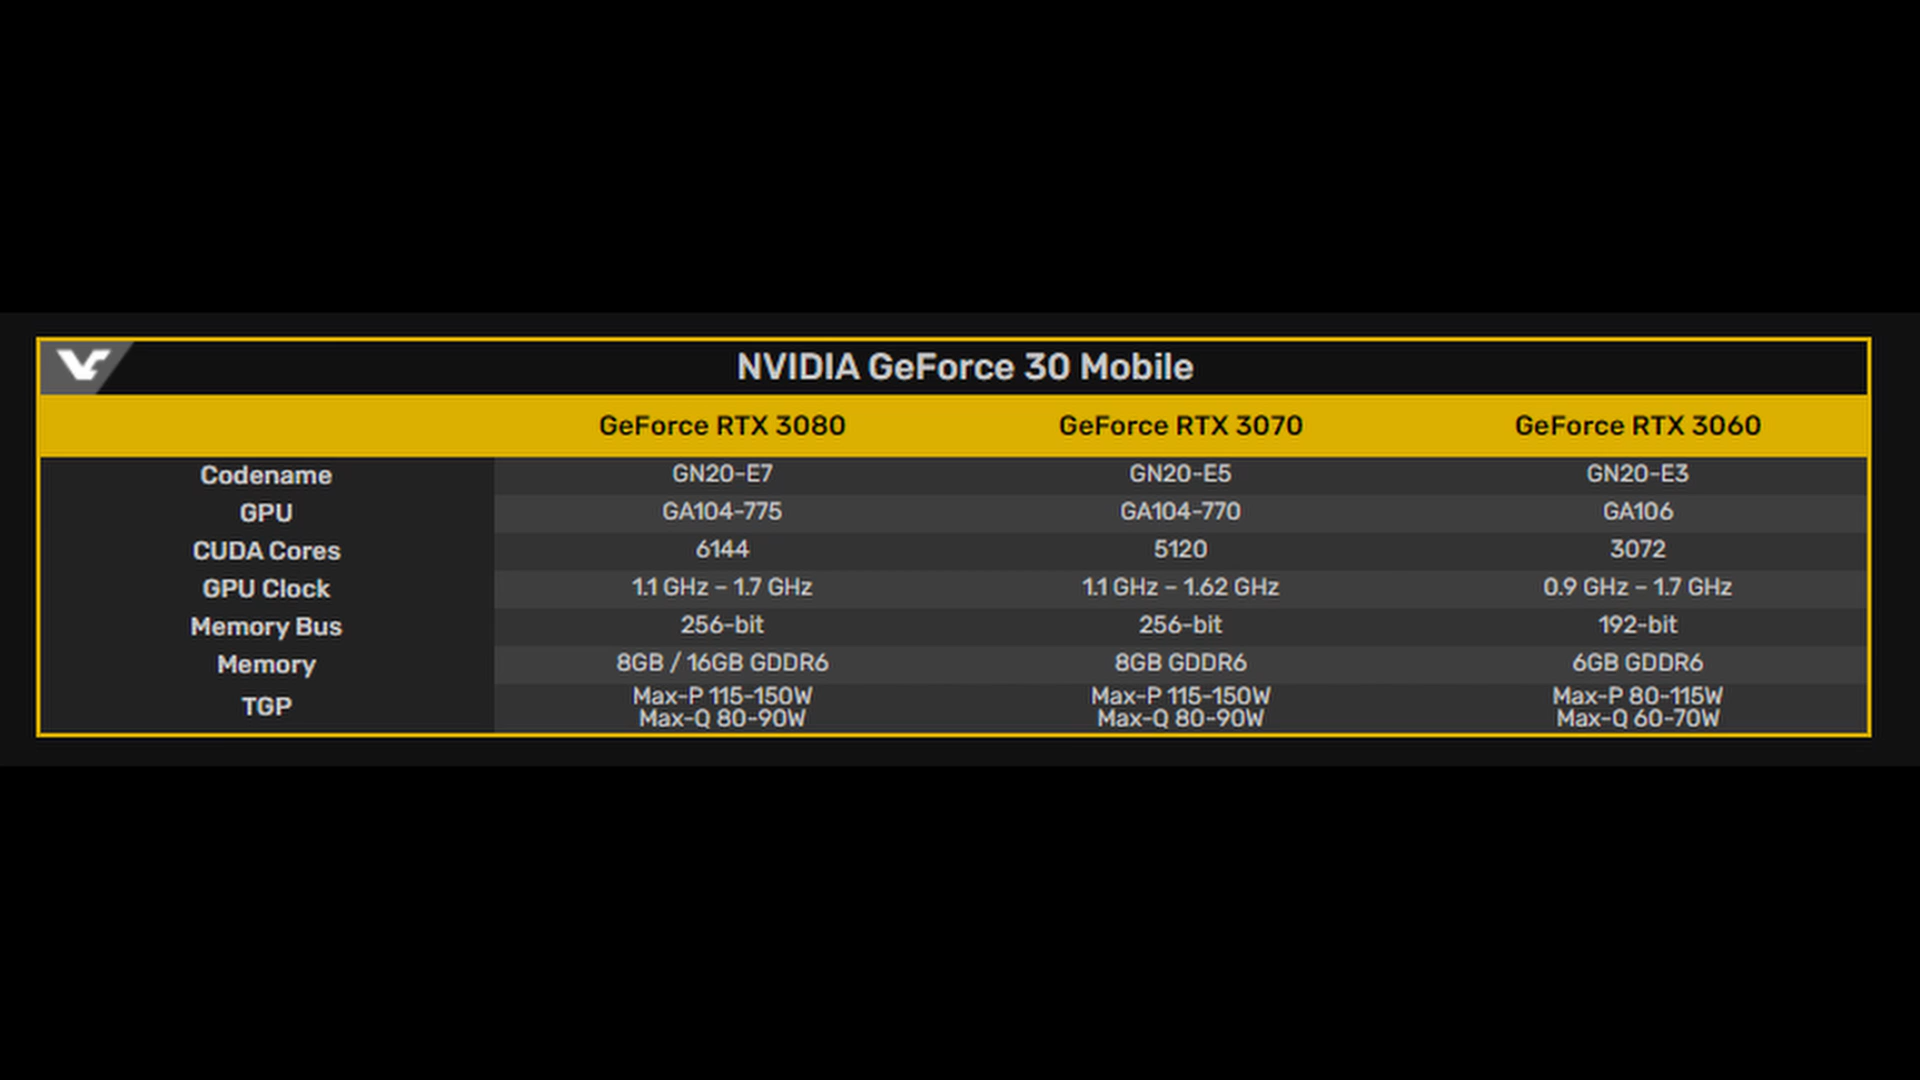 NVIDIA GeForce 30 Mobile
GeForce RTX 3080 GeForce RTX 3070 GeForce RTX 3060
Codename GN20-E7 GN20-E5 GN20-E3
GPU GA104-775 GA104-770 GA106
CUDA Cores 6144 5120 3072
GPU Clock 1.1 GHz – 1.7 GHz 1.1 GHz – 1.62 GHz 0.9 GHz – 1.7 GHz
Memory Bus 256-bit 256-bit 192-bit
Memory 8GB / 16GB GDDR6 8GB GDDR6 6GB GDDR6
TGP Max-P 115-150W Max-P 115-150W Max-P 80-115W
Max-Q 80-90W Max-Q 80-90W Max-Q 60-70W